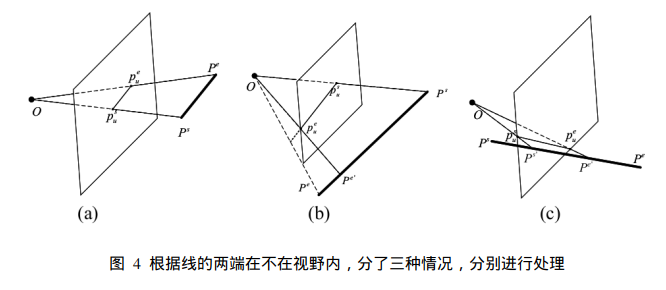 O
p_u^e
p_u^s
P^e
P^s
(a)
O
p_u^s
p_u^e
P^s
P^e
P^{e'}
(b)
O
P^s
p_u^s
p_u^e
P^{s'}
P^{e'}
P^e
(c)
图 4 根据线的两端在不在视野内，分了三种情况，分别进行处理